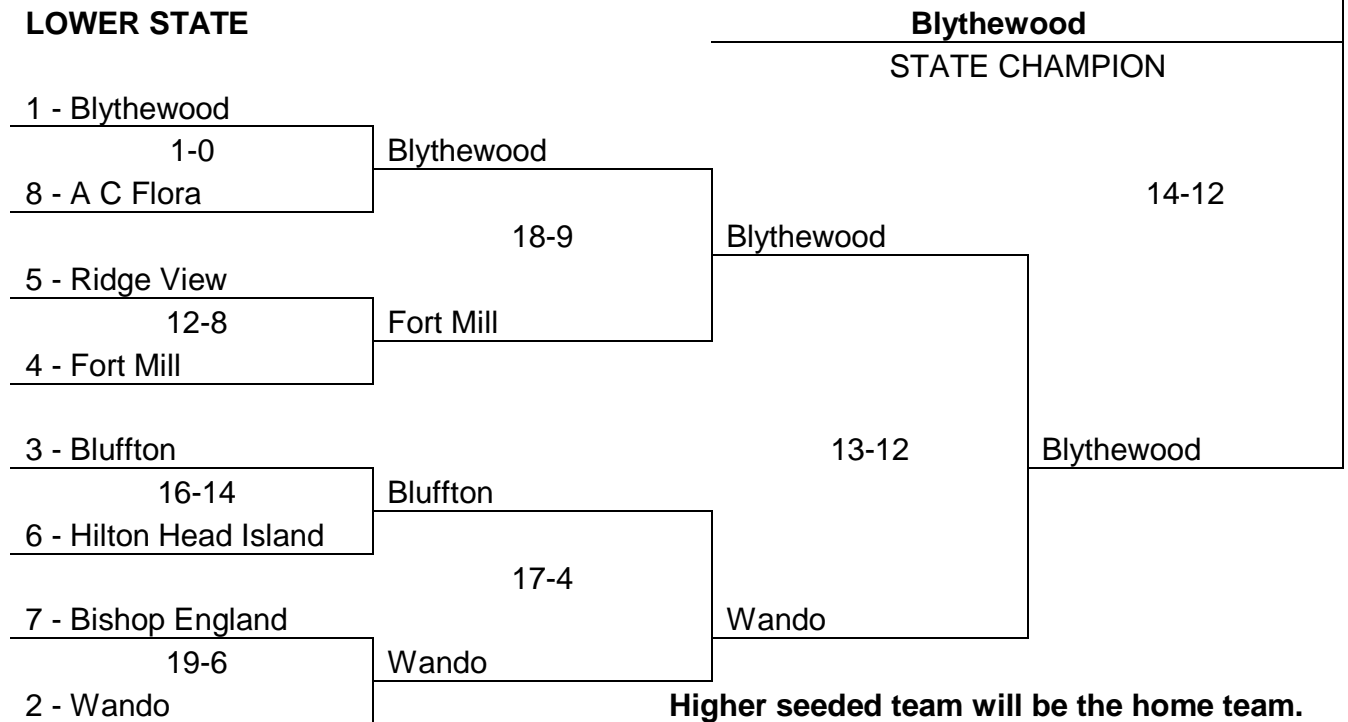 LOWER STATE Blythewood
STATE CHAMPION
1 - Blythewood
1-0 Blythewood
8 - A C Flora 14-12
18-9 Blythewood
5 - Ridge View
12-8 Fort Mill
4 - Fort Mill
3 - Bluffton 13-12 Blythewood
16-14 Bluffton
6 - Hilton Head Island
17-4
7 - Bishop England Wando
19-6 Wando
2 - Wando Higher seeded team will be the home team.